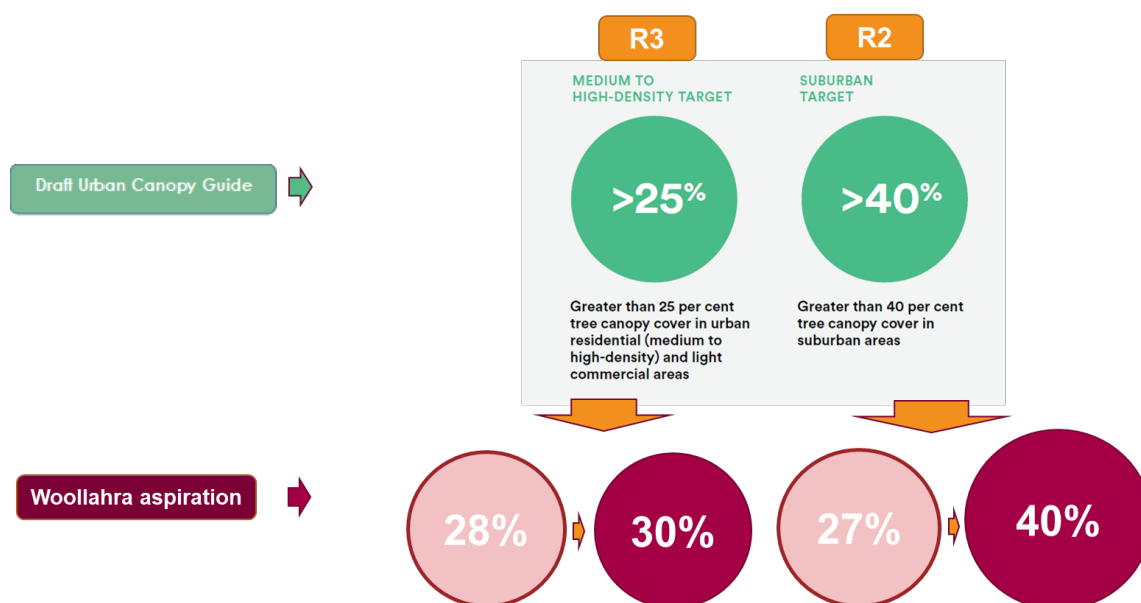 R3
R2
MEDIUM TO
HIGH-DENSITY TARGET
SUBURBAN
TARGET
Draft Urban Canopy Guide
>25%
>40%
Greater than 25 per cent
tree canopy cover in urban
residential (medium to
high-density) and light
commercial areas
Greater than 40 per cent
tree canopy cover in
suburban areas
Woollahra aspiration
28%
30%
27%
40%